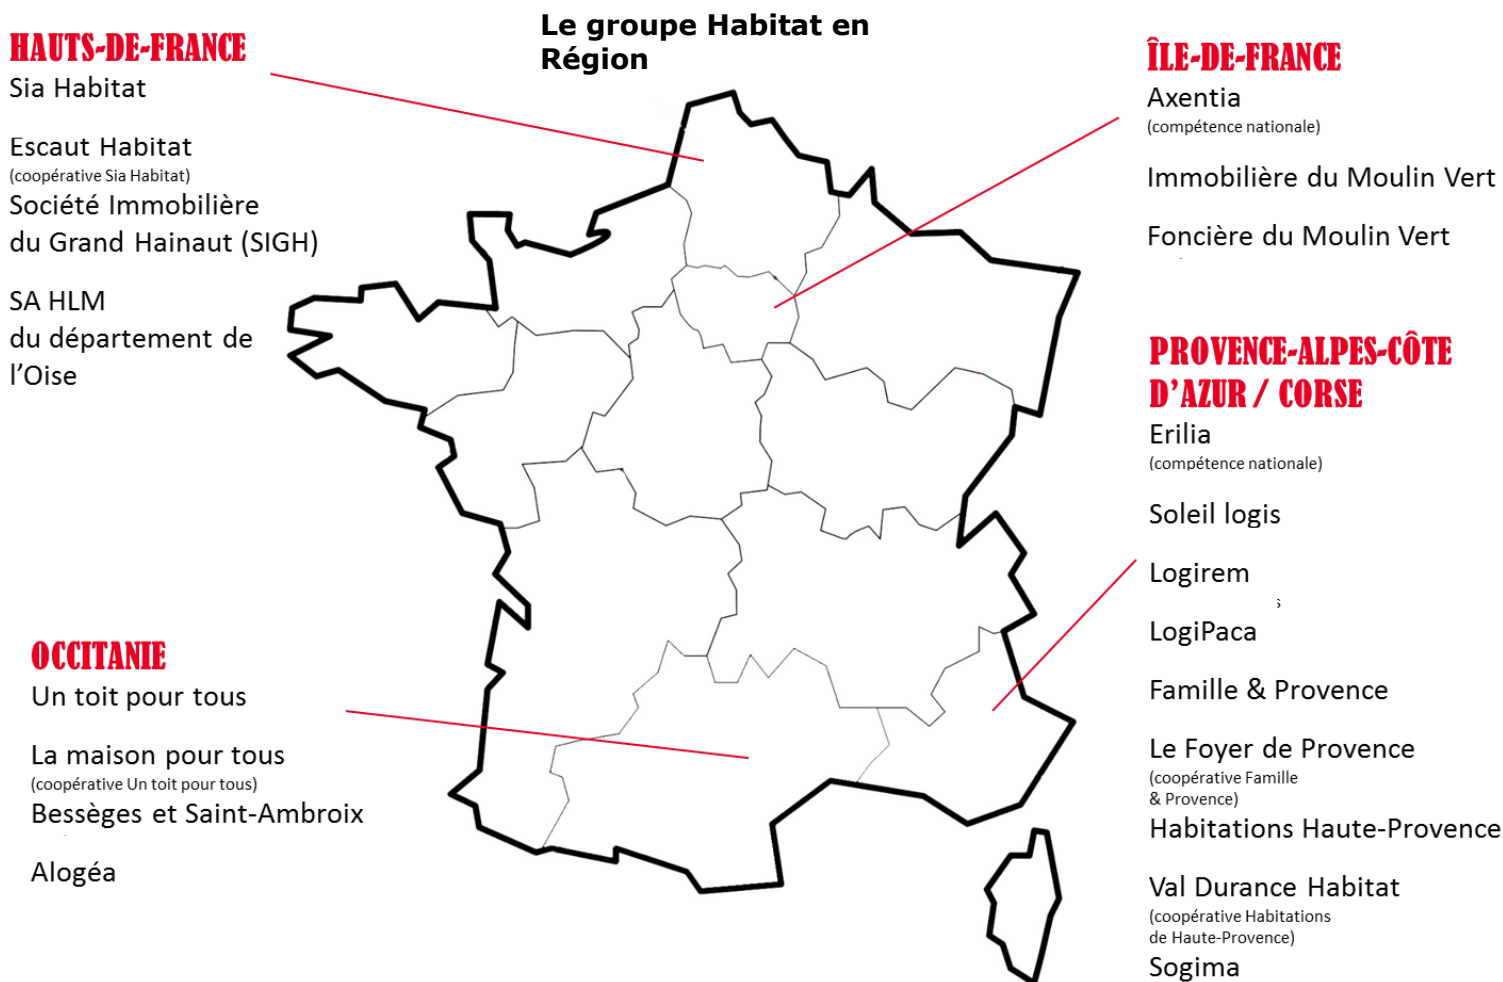 Le groupe Habitat en
Région
HAUTS-DE-FRANCE
Sia Habitat
Escaut Habitat
(coopérative Sia Habitat)
Société Immobilière
du Grand Hainaut (SIGH)
SA HLM
du département de
l’Oise
OCCITANIE
Un toit pour tous
La maison pour tous
(coopérative Un toit pour tous)
Bessèges et Saint-Ambroix
Alogéa
ÎLE-DE-FRANCE
Axentia
(compétence nationale)
Immobilière du Moulin Vert
Foncière du Moulin Vert
PROVENCE-ALPES-CÔTE
D’AZUR / CORSE
Erilia
(compétence nationale)
Soleil logis
Logirem
LogiPaca
Famille & Provence
Le Foyer de Provence
(coopérative Famille
& Provence)
Habitations Haute-Provence
Val Durance Habitat
(coopérative Habitations
de Haute-Provence)
Sogima